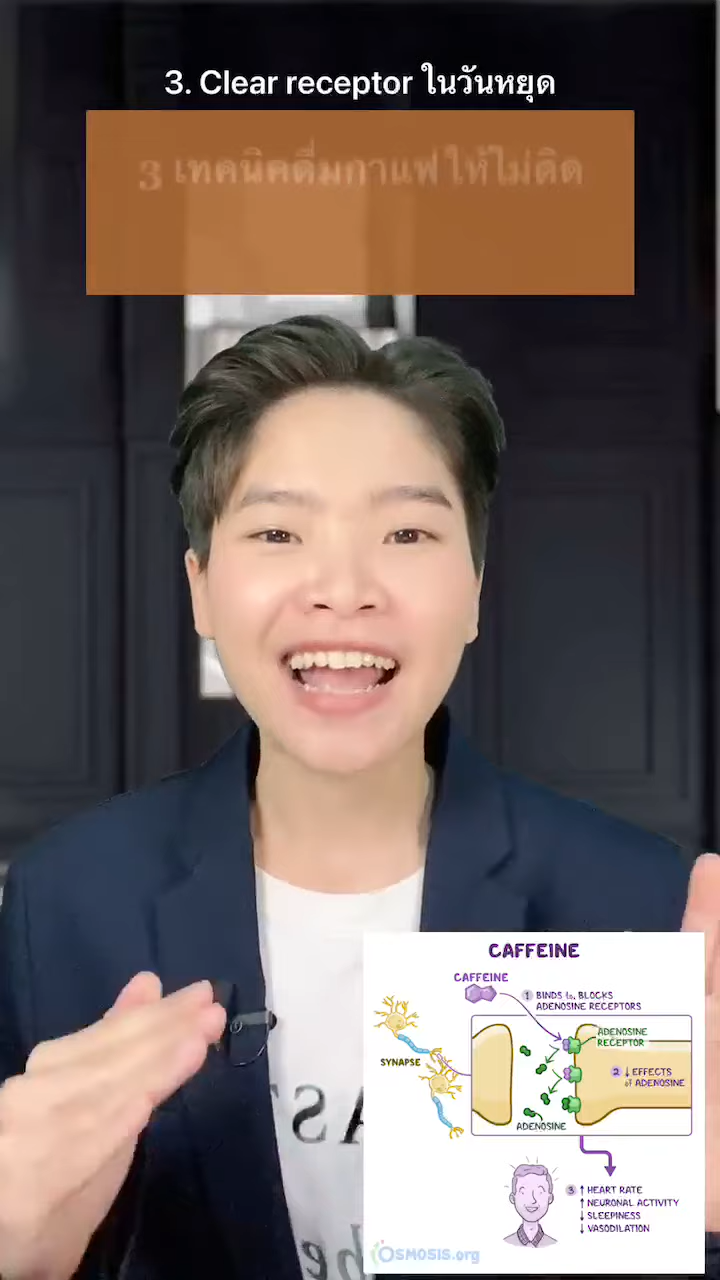 3. Clear receptor ในวันหยุด
3 เทคนิคดื่มกาแฟให้ไม่ติด
CAFFEINE
CAFFEINE
1 BINDS to, BLOCKS
ADENOSINE RECEPTORS
ADENOSINE
RECEPTOR
SYNAPSE
2 ↓ EFFECTS
of ADENOSINE
ADENOSINE
3 ↑ HEART RATE
↑ NEURONAL ACTIVITY
↓ SLEEPINESS
↓ VASODILATION
OSMOSIS.org